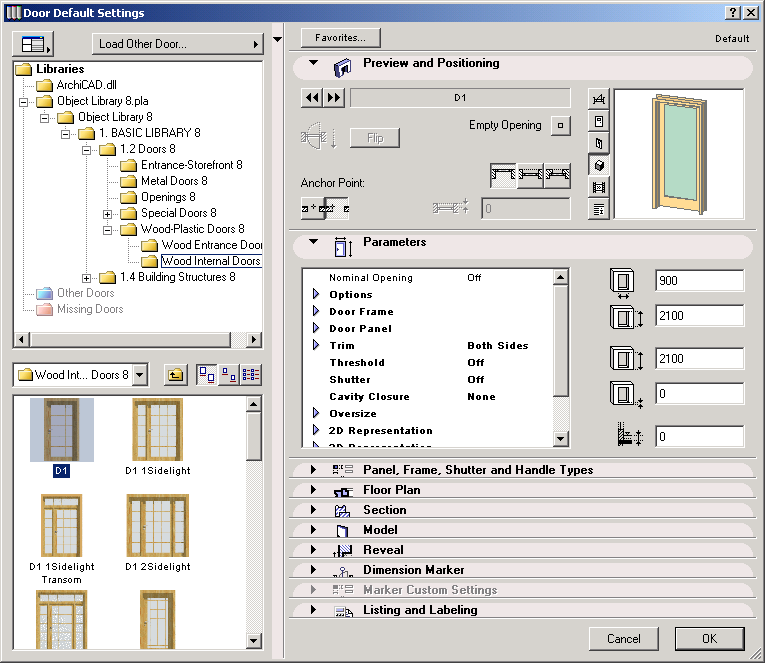 Door Default Settings
Load Other Door...
Libraries
ArchiCAD.dll
Object Library 8.pla
Object Library 8
1. BASIC LIBRARY 8
1.2 Doors 8
Entrance-Storefront 8
Metal Doors 8
Openings 8
Special Doors 8
Wood-Plastic Doors 8
Wood Entrance Door
Wood Internal Doors
1.4 Building Structures 8
Other Doors
Missing Doors
Wood Int... Doors 8
D1
D1 1Sidelight
D1 1Sidelight
Transom
D1 2Sidelight
Favorites...
Default
Preview and Positioning
D1
Flip
Empty Opening
Anchor Point:
0
Parameters
Nominal Opening Off
Options
Door Frame
Door Panel
Trim Both Sides
Threshold Off
Shutter Off
Cavity Closure None
Oversize
2D Representation
3D Representation
900
2100
2100
0
0
Panel, Frame, Shutter and Handle Types
Floor Plan
Section
Model
Reveal
Dimension Marker
Marker Custom Settings
Listing and Labeling
Cancel
OK